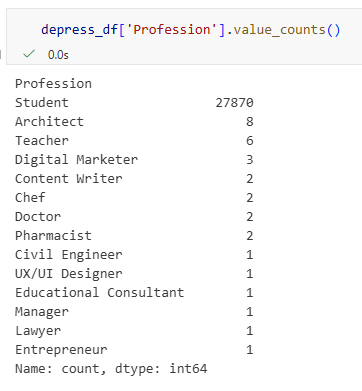 depress_df['Profession'].value_counts()
0.0s
Profession
Student 27870
Architect 8
Teacher 6
Digital Marketer 3
Content Writer 2
Chef 2
Doctor 2
Pharmacist 2
Civil Engineer 1
UX/UI Designer 1
Educational Consultant 1
Manager 1
Lawyer 1
Entrepreneur 1
Name: count, dtype: int64